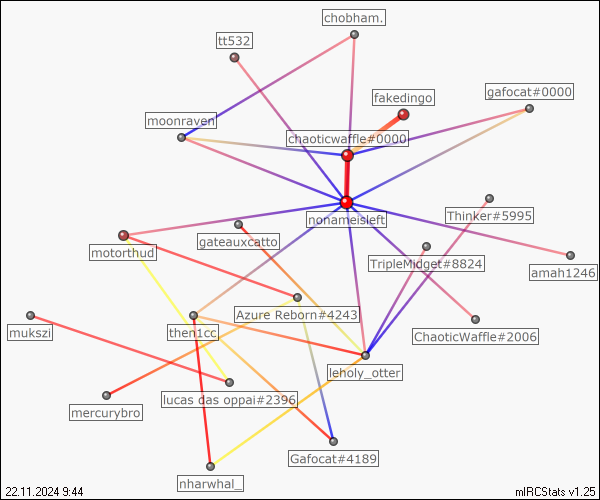 chobham.
tt532
fakedingo
gafocat#0000
moonraven
chaoticwaffle#0000
Thinker#5995
nonameisleft
gateauxcatto
motorthud
TripleMidget#8824
amah1246
Azure Reborn#4243
mukszi
then1cc
ChaoticWaffle#2006
leholy_otter
lucas das oppai#2396
mercurybro
Gafocat#4189
nharwhal_
22.11.2024 9:44
mIRCStats v1.25